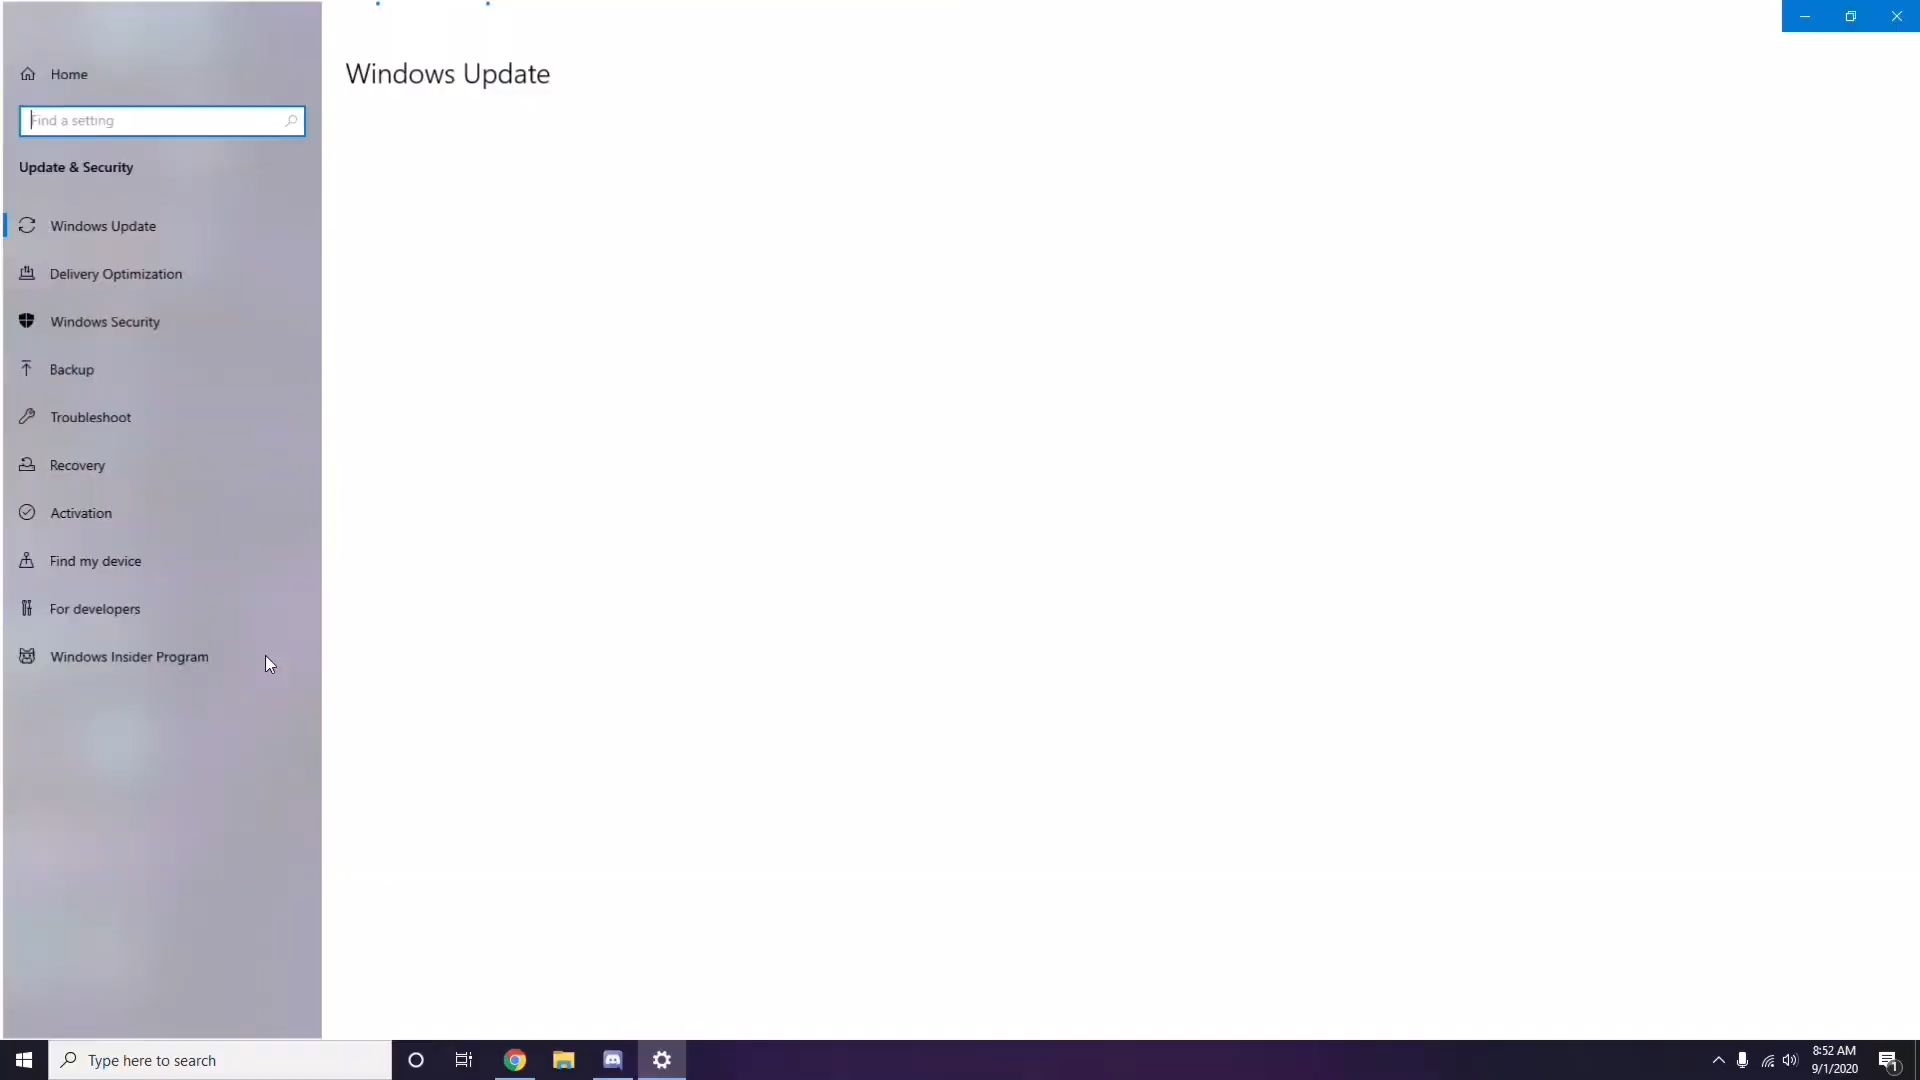 Home
Find a setting
Update & Security
Windows Update
Delivery Optimization
Windows Security
Backup
Troubleshoot
Recovery
Activation
Find my device
For developers
Windows Insider Program
Windows Update
Type here to search
8:52 AM
9/1/2020
1